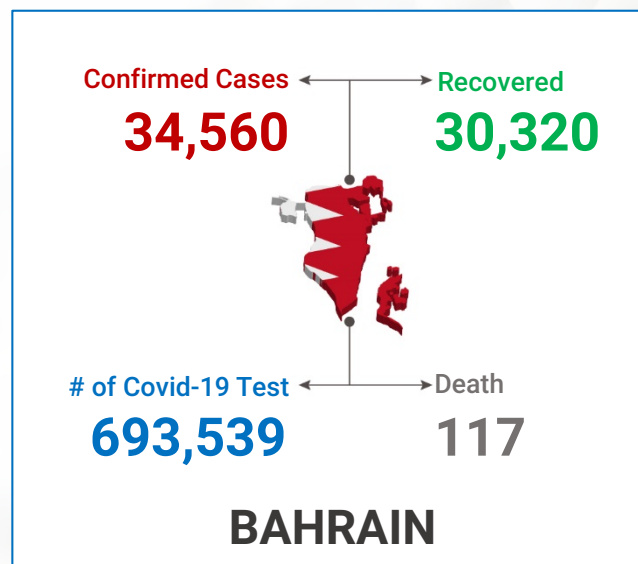 Confirmed Cases
34,560
Recovered
30,320
# of Covid-19 Test
693,539
Death
117
BAHRAIN